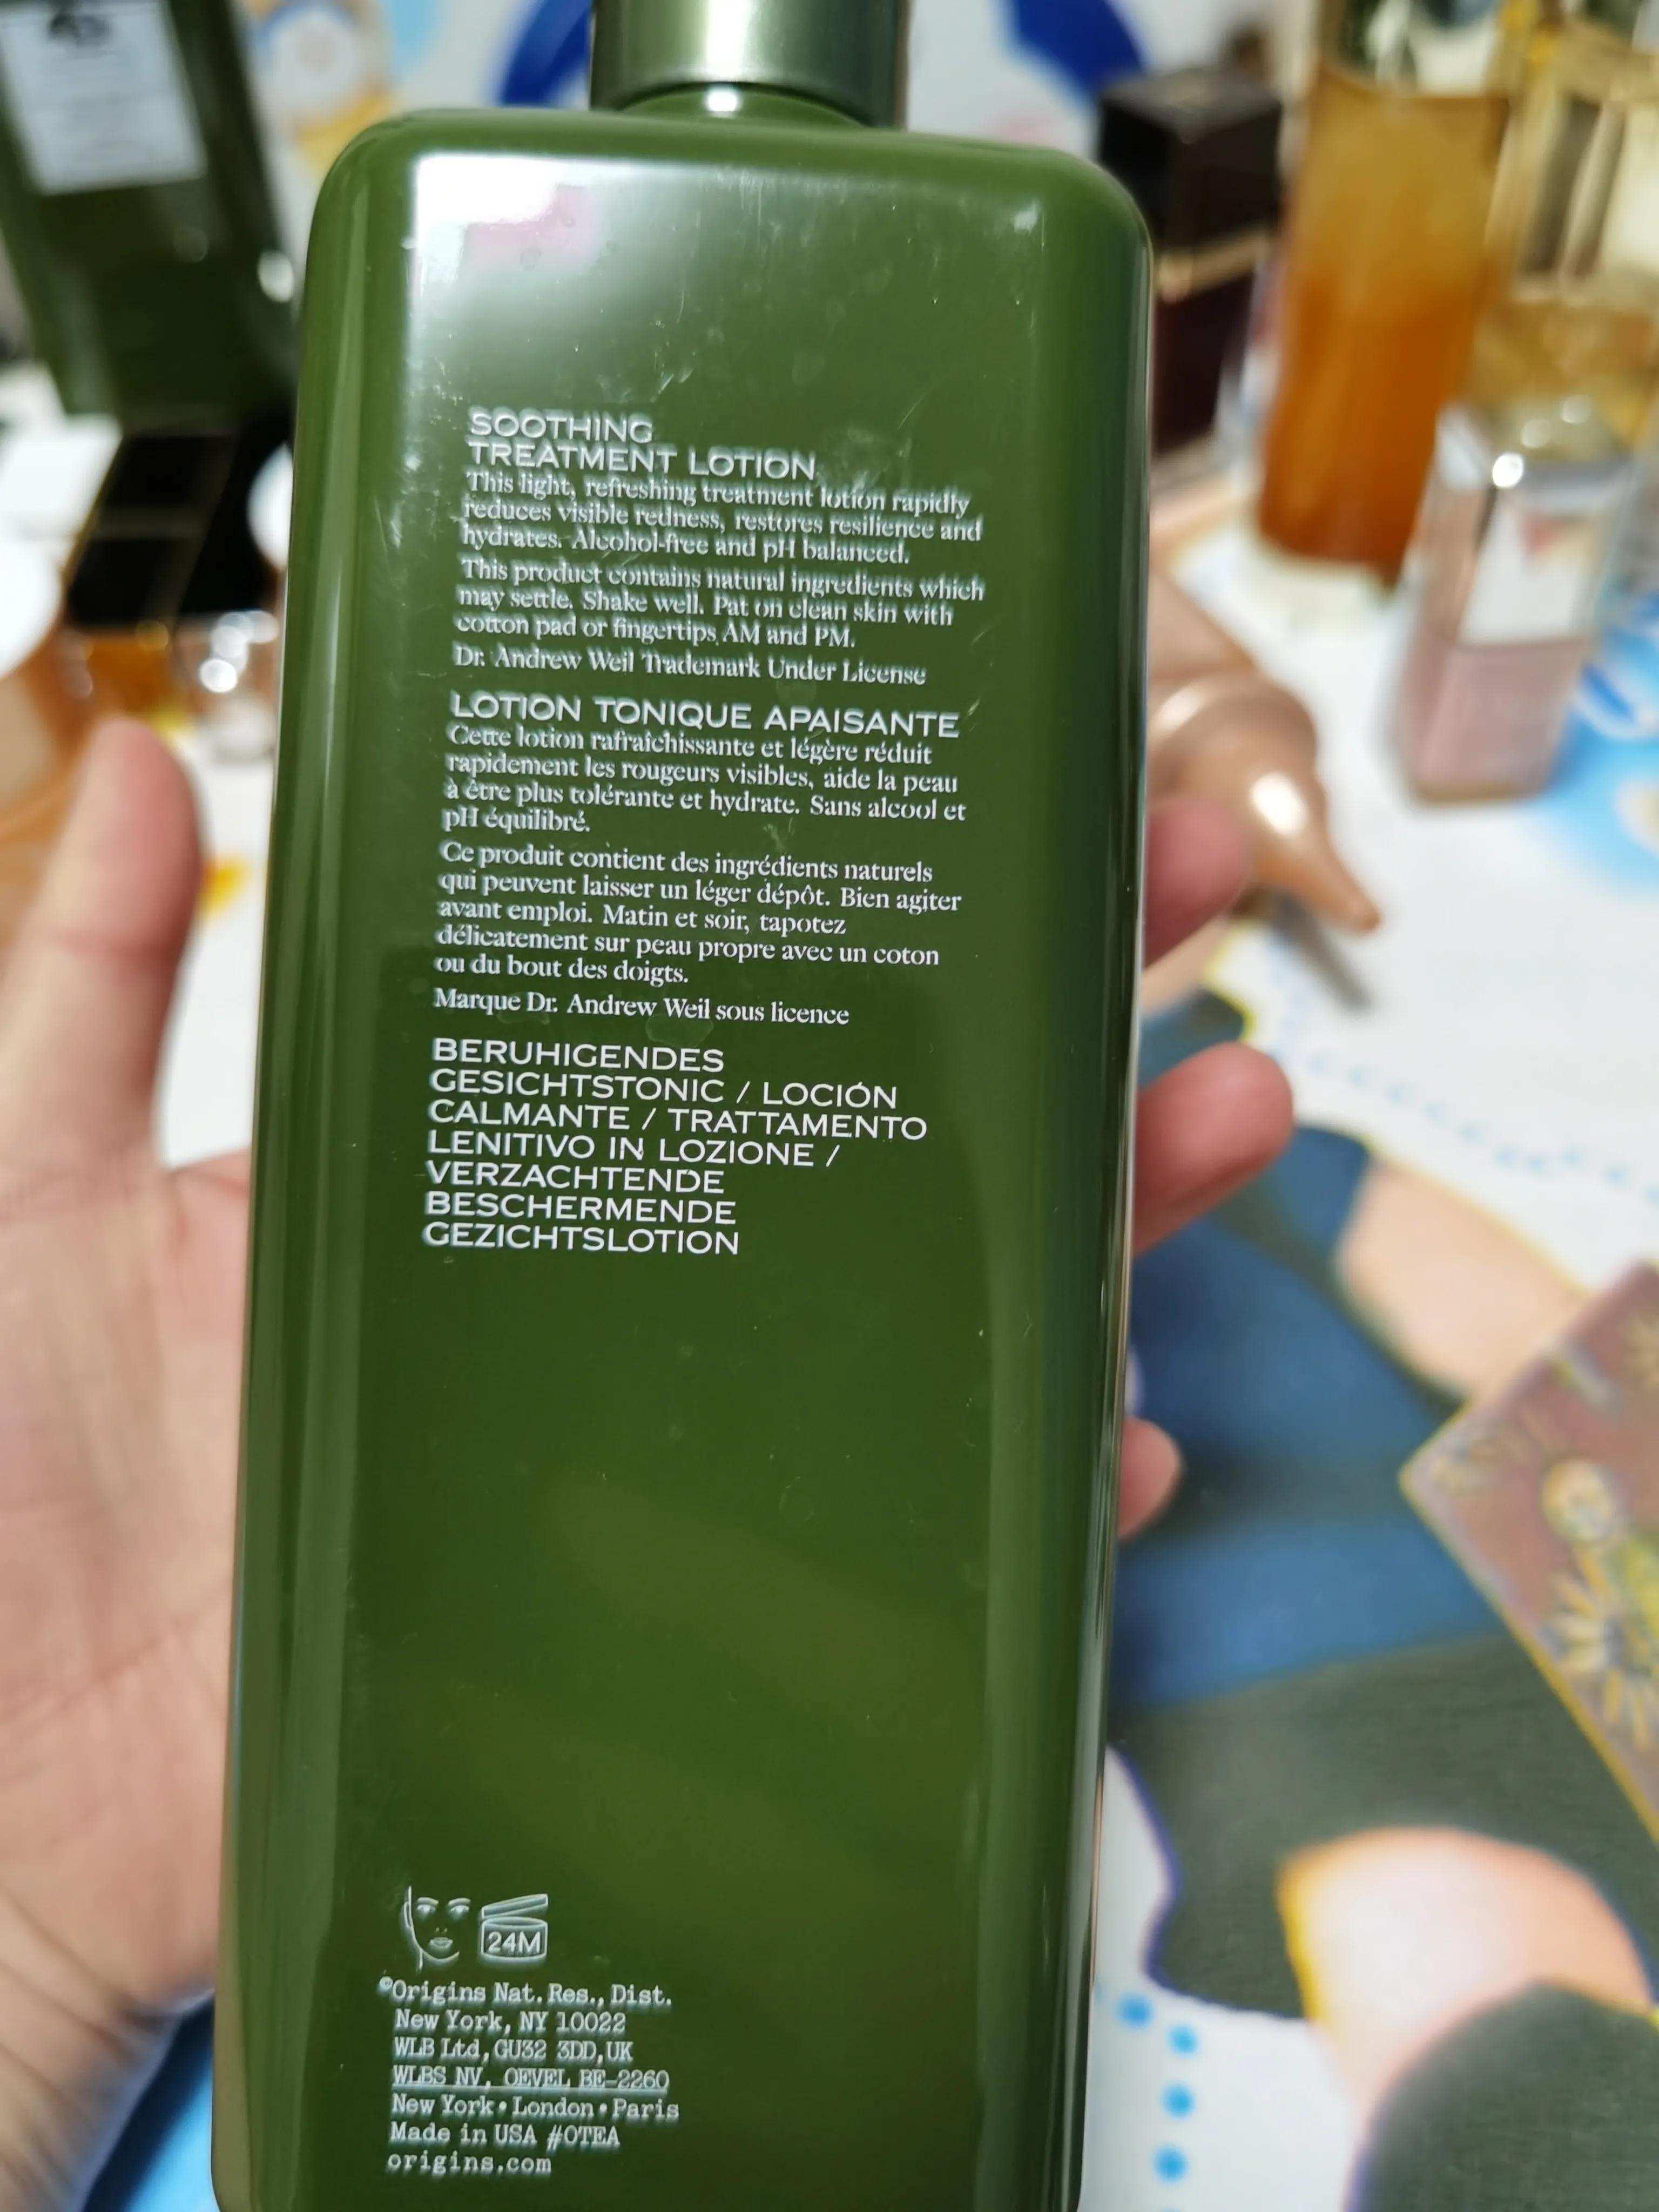 SOOTHING
TREATMENT LOTION
This light, refreshing treatment lotion rapidly
reduces visible redness, restores resilience and
hydrates. Alcohol-free and pH balanced.
This product contains natural ingredients which
may settle. Shake well. Pat on clean skin with
cotton pad or fingertips, AM and PM.
Dr. Andrew Weil Trademark Under License
LOTION TONIQUE APAISANTE
Cette lotion rafraîchissante et légère réduit
rapidement les rougeurs visibles, aide la peau
à être plus tolérante et hydrate. Sans alcool et
pH équilibré.
Ce produit contient des ingrédients naturels
qui peuvent laisser un léger dépôt. Bien agiter
avant emploi. Matin et soir, tapotez
délicatement sur peau propre avec un coton
ou du bout des doigts.
Marque Dr. Andrew Weil sous licence
BERUHIGENDES
GESICHTSTONIC / LOCIÓN
CALMANTE / TRATTAMENTO
LENITIVO IN LOZIONE /
VERZACHTENDE
BESCHERMENDE
GEZICHTSLOTION
24M
©Origins Nat. Res., Dist.
New York, NY 10022
WLB Ltd, GU32 3DD, UK
WLBS NV. OEVEL BE-2260
New York • London • Paris
Made in USA #OTEA
origins.com